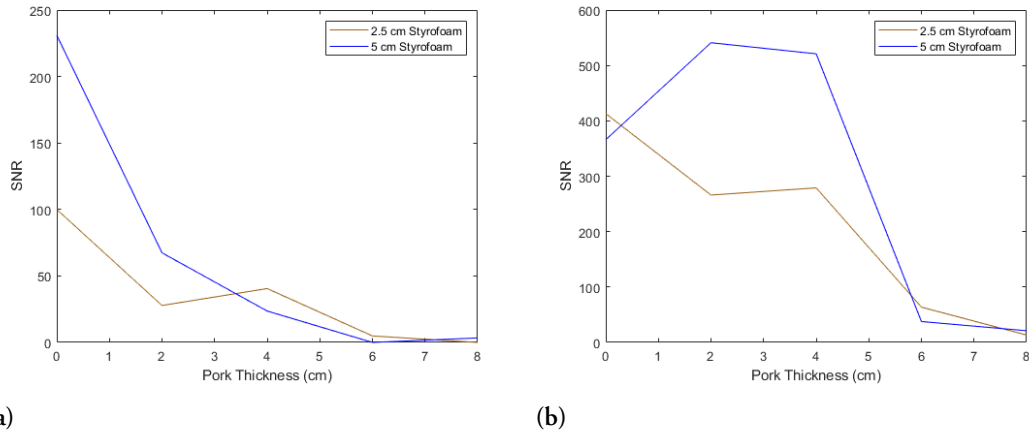 250
200
150
100
50
0
SNR
0 1 2 3 4 5 6 7 8
Pork Thickness (cm)
2.5 cm Styrofoam
5 cm Styrofoam
a)
600
500
400
300
200
100
0
SNR
0 1 2 3 4 5 6 7 8
Pork Thickness (cm)
2.5 cm Styrofoam
5 cm Styrofoam
(b)